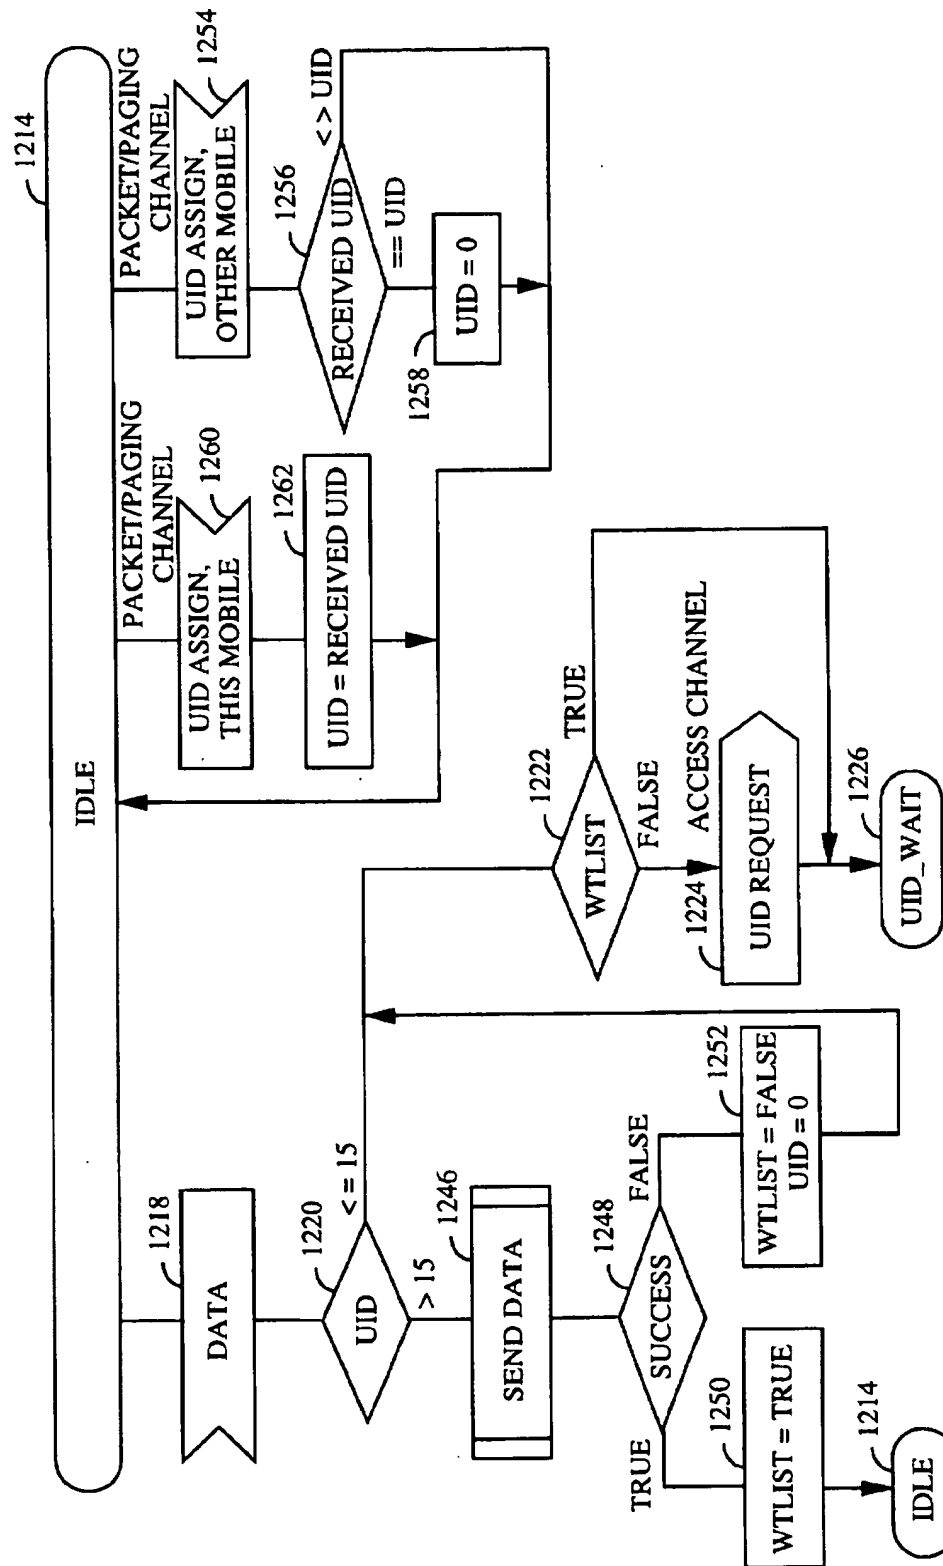 1214
IDLE
1218
DATA
1220
UID
< = 15
> 15
1246
SEND DATA
1248
SUCCESS
TRUE
FALSE
1250
WTLIST = TRUE
1214
IDLE
1252
WTLIST = FALSE
UID = 0
1222
WTLIST
TRUE
FALSE
ACCESS CHANNEL
1224
UID REQUEST
1226
UID_WAIT
PACKET/PAGING
CHANNEL
1260
UID ASSIGN,
THIS MOBILE
1262
UID = RECEIVED UID
PACKET/PAGING
CHANNEL
1254
UID ASSIGN,
OTHER MOBILE
1256
RECEIVED UID
< > UID
== UID
1258
UID = 0